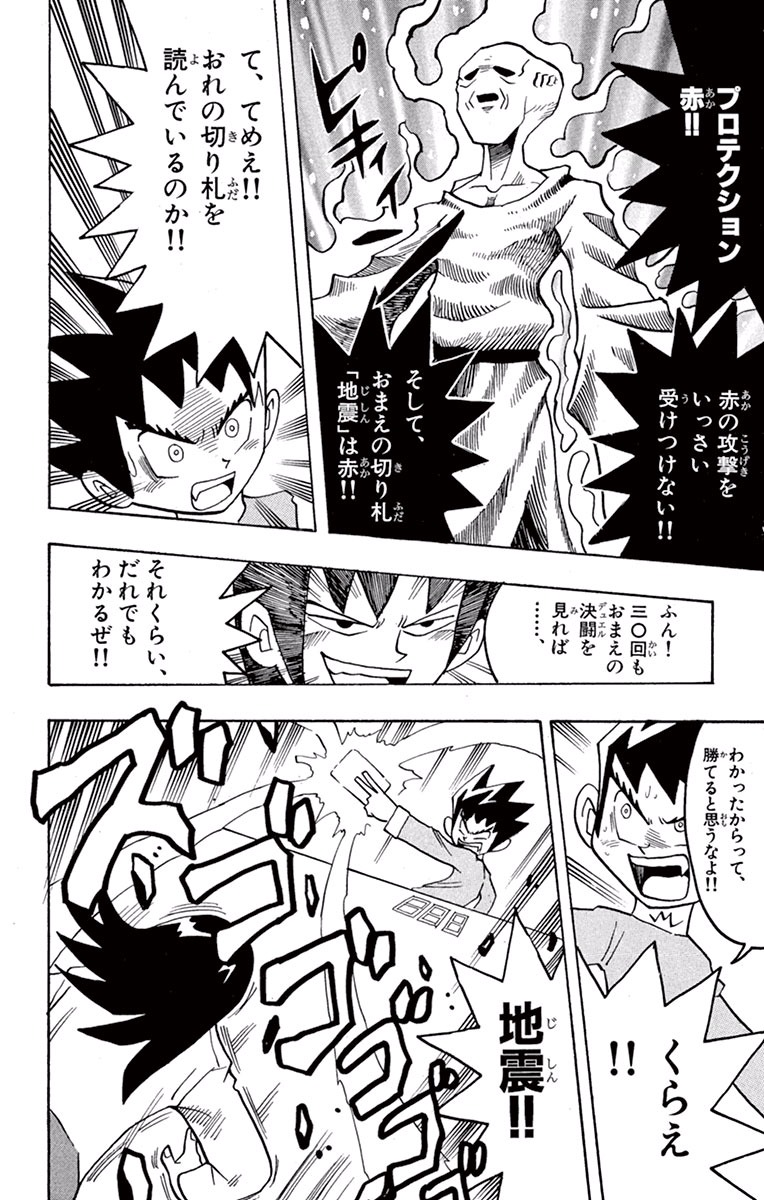 プロテクション
赤!!
赤の攻撃を
いっさい
受けつけない!!
ピキィィ
そして、
おまえの切り札
「地震」は赤!!
て、てめえ!!
おれの切り札を
読んでいるのか!!
ふん!
三〇回も
おまえの
決闘を
見れば
……、
それくらい、
だれでも
わかるぜ!!
わかったからって、
勝てると思うなよ!!
くらえ
!!
地震!!
ズゴゴゴゴゴゴ